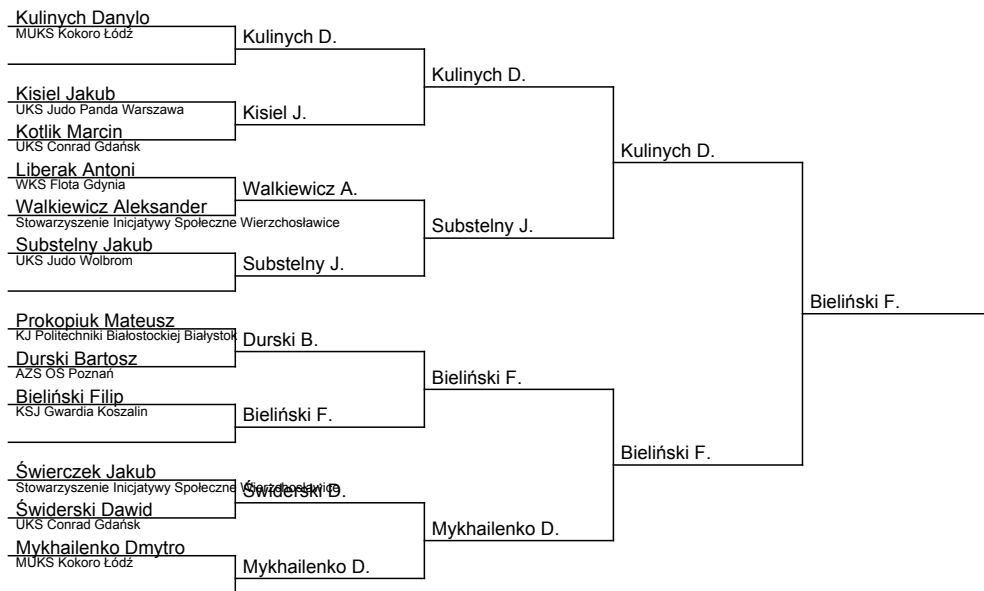 Kulinych Danylo
MUKS Kokoro Łódź
Kulinych D.
Kulinych D.
Kisiel Jakub
UKS Judo Panda Warszawa
Kisiel J.
Kotlik Marcin
UKS Conrad Gdańsk
Kulinych D.
Liberak Antoni
WKS Flota Gdynia
Walkiewicz A.
Walkiewicz Aleksander
Stowarzyszenie Inicjatywy Społeczne Wierzchosławice
Substelny J.
Substelny Jakub
UKS Judo Wolbrom
Substelny J.
Bieliński F.
Prokopiuk Mateusz
KJ Politechniki Białostockiej Białystok
Durski B.
Durski Bartosz
AZS OŚ Poznań
Bieliński F.
Bieliński Filip
KSJ Gwardia Koszalin
Bieliński F.
Bieliński F.
Świerczek Jakub
Stowarzyszenie Inicjatywy Społeczne Wierzchosławice
Świderski D.
Świderski Dawid
UKS Conrad Gdańsk
Mykhailenko D.
Mykhailenko Dmytro
MUKS Kokoro Łódź
Mykhailenko D.